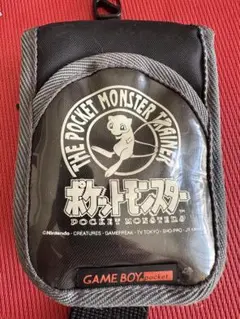 THE POCKET MONSTER TRAINER
ポケットモンスター
POCKET MONSTERS
©Nintendo・CREATURES・GAMEFREAK・TV TOKYO・SHO-PRO・JR
GAME BOY pocket